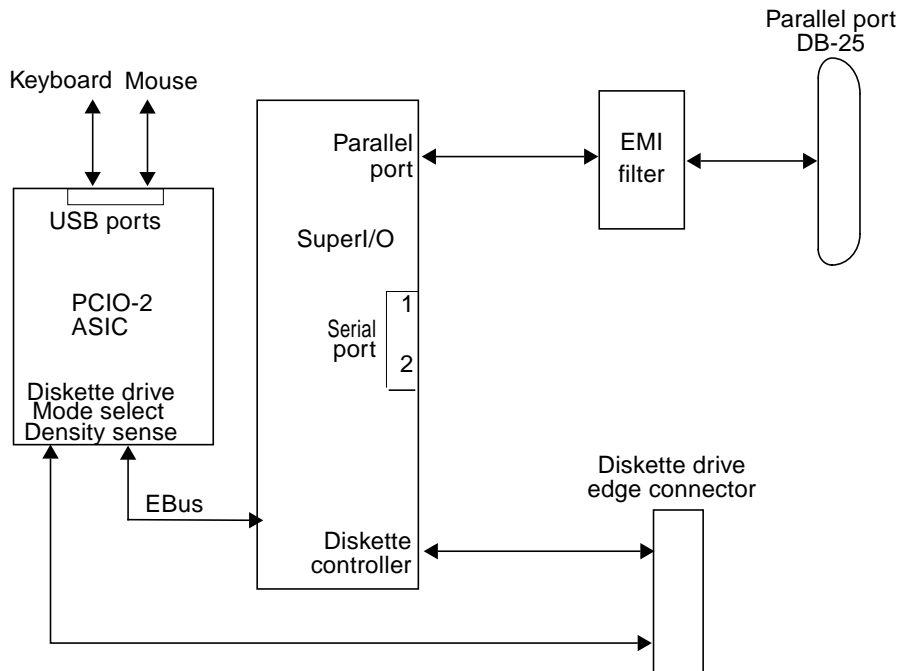 Parallel port
DB-25
Keyboard Mouse
EMI
filter
Parallel
port
USB ports
SuperI/O
PCIO-2
ASIC
1
Serial
port
2
Diskette drive
Mode select
Density sense
EBus
Diskette drive
edge connector
Diskette
controller